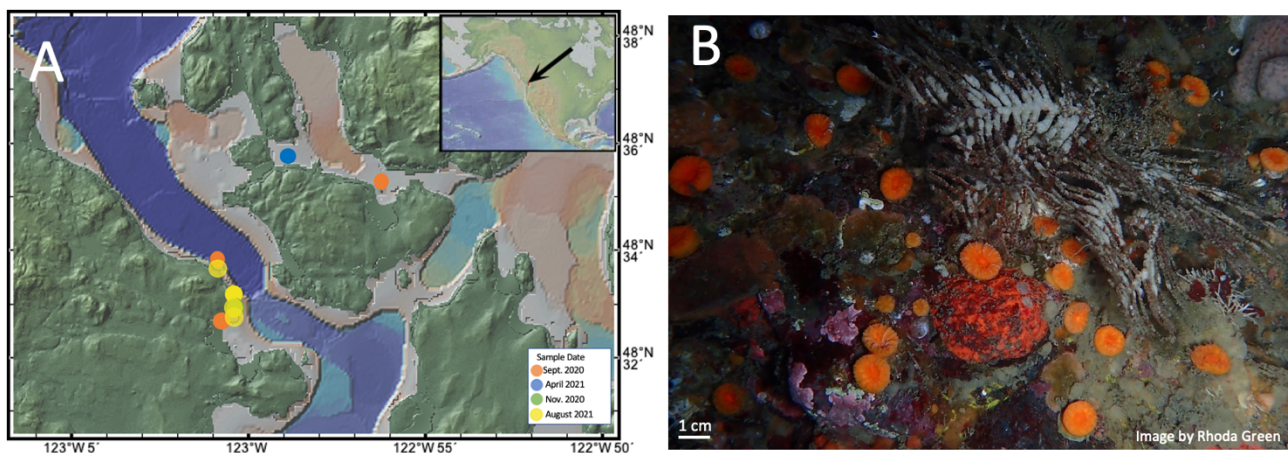 A
48°N
38'
36'
48°N
34'
48°N
32'
123°W 5'
123°W
122°W 55'
122°W 50'
Sample Date
Sept. 2020
April 2021
Nov. 2020
August 2021
B
1 cm
Image by Rhoda Green